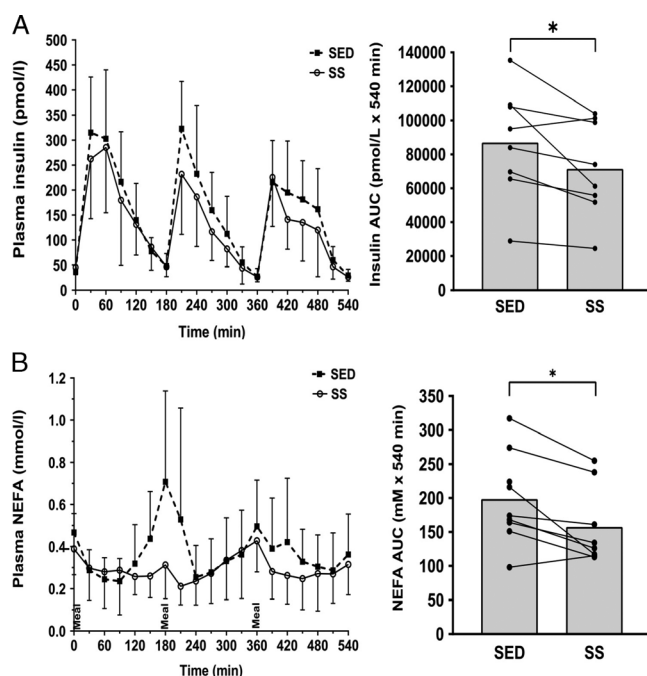 A
Plasma insulin (pmol/l)
500
450
400
350
300
250
200
150
100
50
0
SED
SS
0 60 120 180 240 300 360 420 480 540
Time (min)
Insulin AUC (pmol/L x 540 min)
140000
120000
100000
80000
60000
40000
20000
0
*
SED SS
B
Plasma NEFA (mmol/l)
1.2
1.0
0.8
0.6
0.4
0.2
0.0
SED
SS
Meal Meal Meal
0 60 120 180 240 300 360 420 480 540
Time (min)
NEFA AUC (mM x 540 min)
350
300
250
200
150
100
50
0
*
SED SS